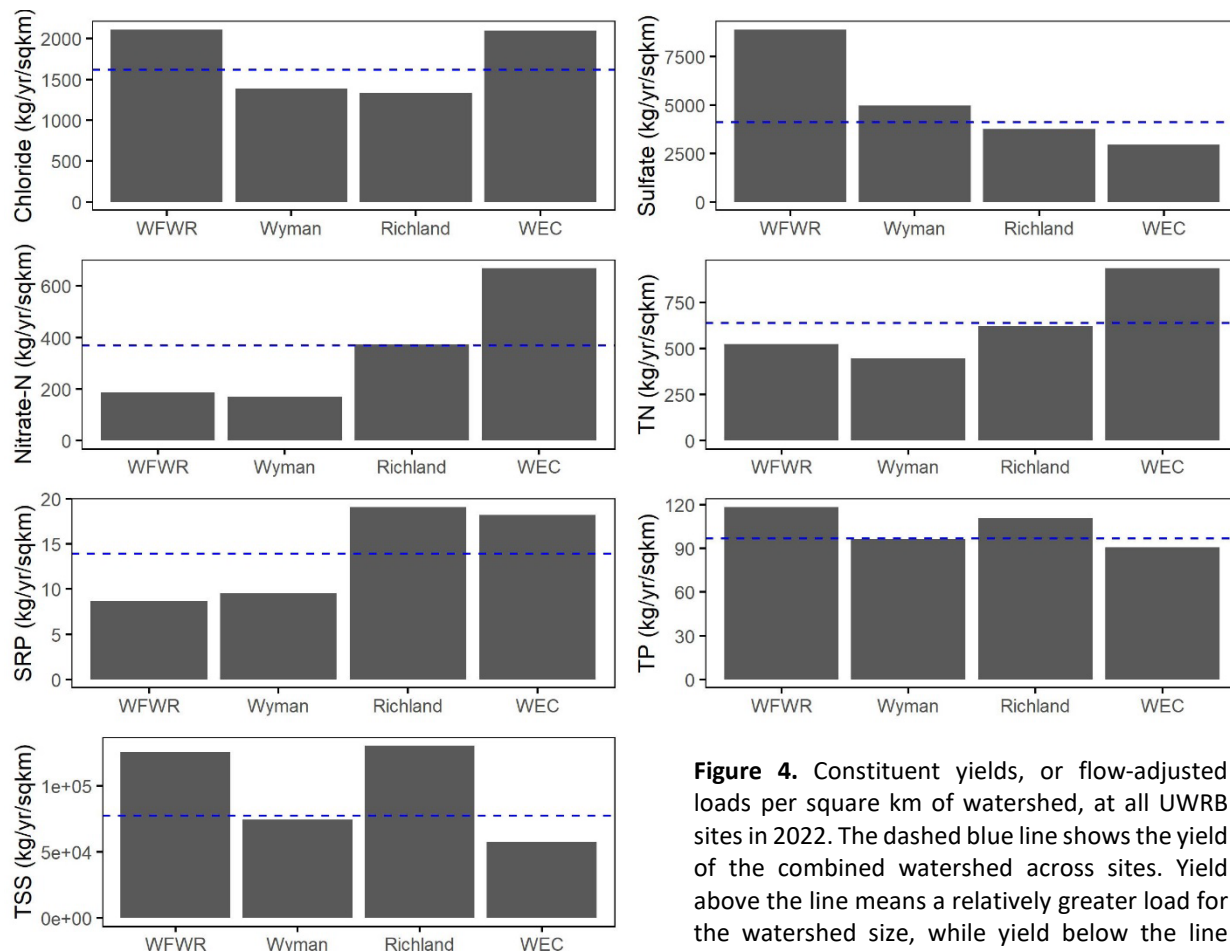 Chloride (kg/yr/sqkm)
2000
1500
1000
500
0
WFWR Wyman Richland WEC
Sulfate (kg/yr/sqkm)
7500
5000
2500
0
WFWR Wyman Richland WEC
Nitrate-N (kg/yr/sqkm)
600
400
200
0
WFWR Wyman Richland WEC
TN (kg/yr/sqkm)
750
500
250
0
WFWR Wyman Richland WEC
SRP (kg/yr/sqkm)
20
15
10
5
0
WFWR Wyman Richland WEC
TP (kg/yr/sqkm)
120
90
60
30
0
WFWR Wyman Richland WEC
TSS (kg/yr/sqkm)
1e+05
5e+04
0e+00
WFWR Wyman Richland WEC
Figure 4. Constituent yields, or flow-adjusted
loads per square km of watershed, at all UWRB
sites in 2022. The dashed blue line shows the yield
of the combined watershed across sites. Yield
above the line means a relatively greater load for
the watershed size, while yield below the line